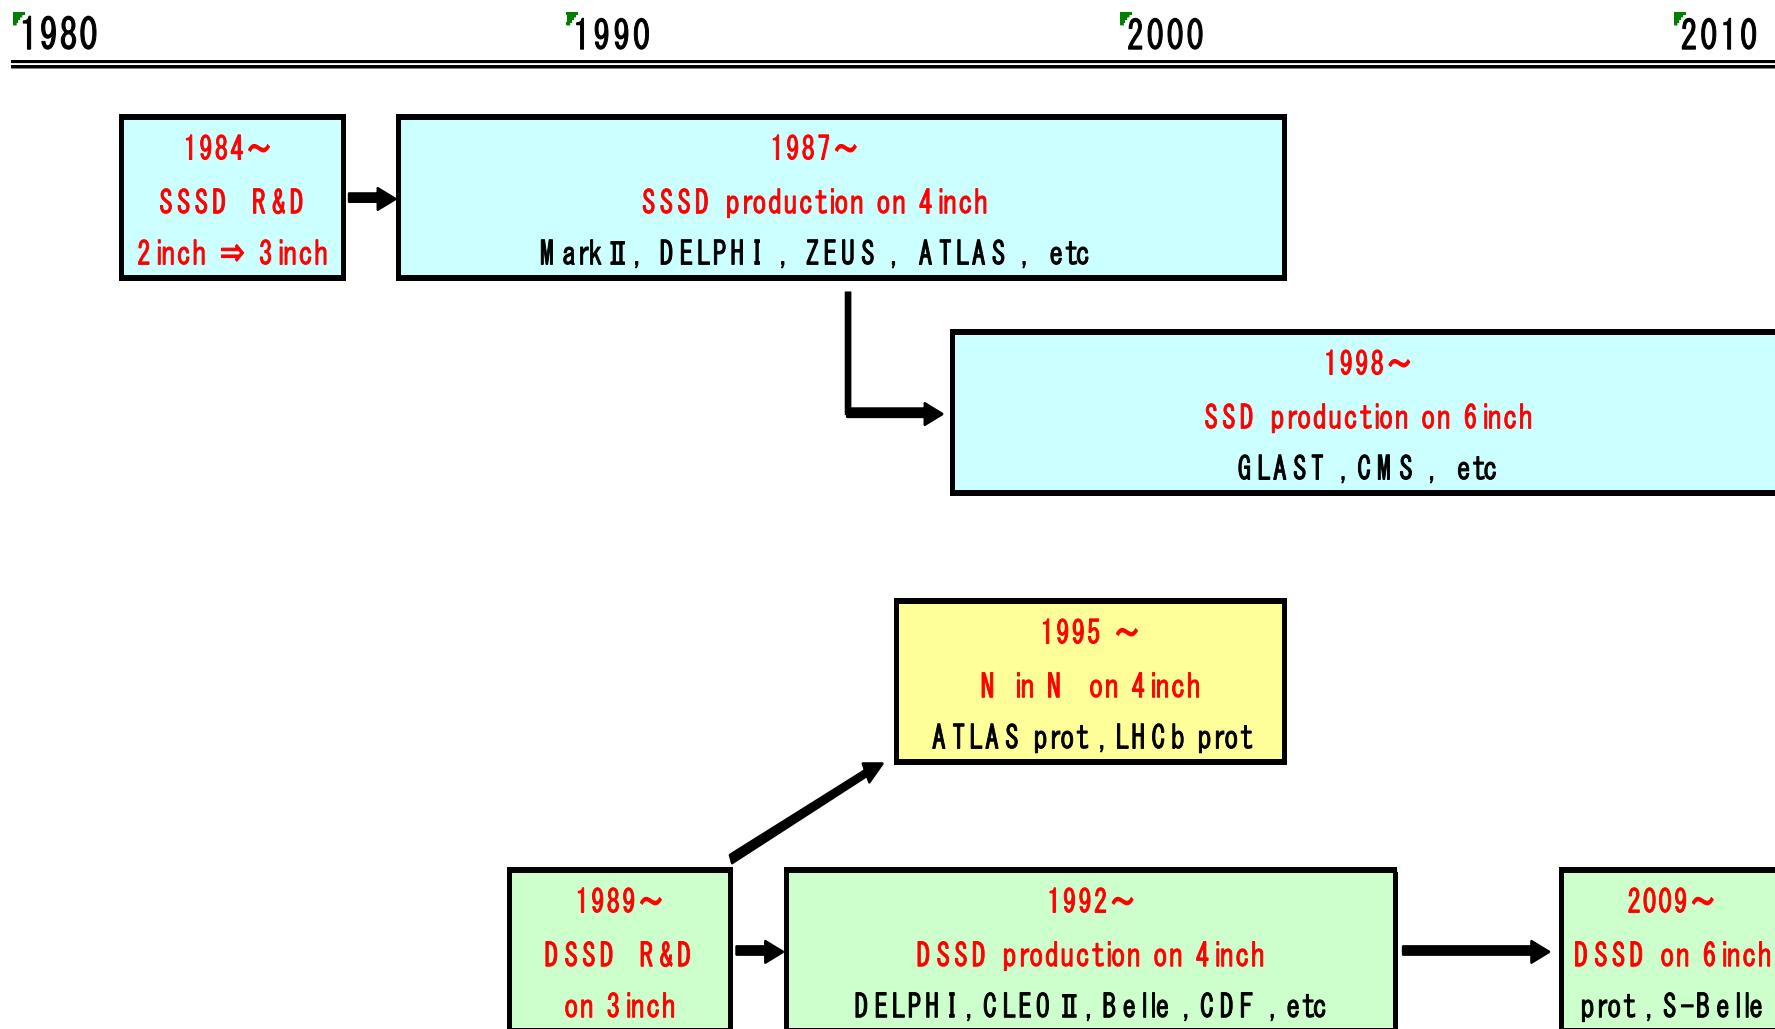 1980 1990 2000 2010
1984～
SSSD R&D
2inch ⇒ 3inch
1987～
SSSD production on 4inch
MarkⅡ, DELPHI, ZEUS, ATLAS, etc
1998～
SSD production on 6inch
GLAST, CMS, etc
1995 ～
N in N on 4inch
ATLAS prot, LHCb prot
1989～
DSSD R&D
on 3inch
1992～
DSSD production on 4inch
DELPHI, CLEOⅡ, Belle, CDF, etc
2009～
DSSD on 6inch
prot, S-Belle